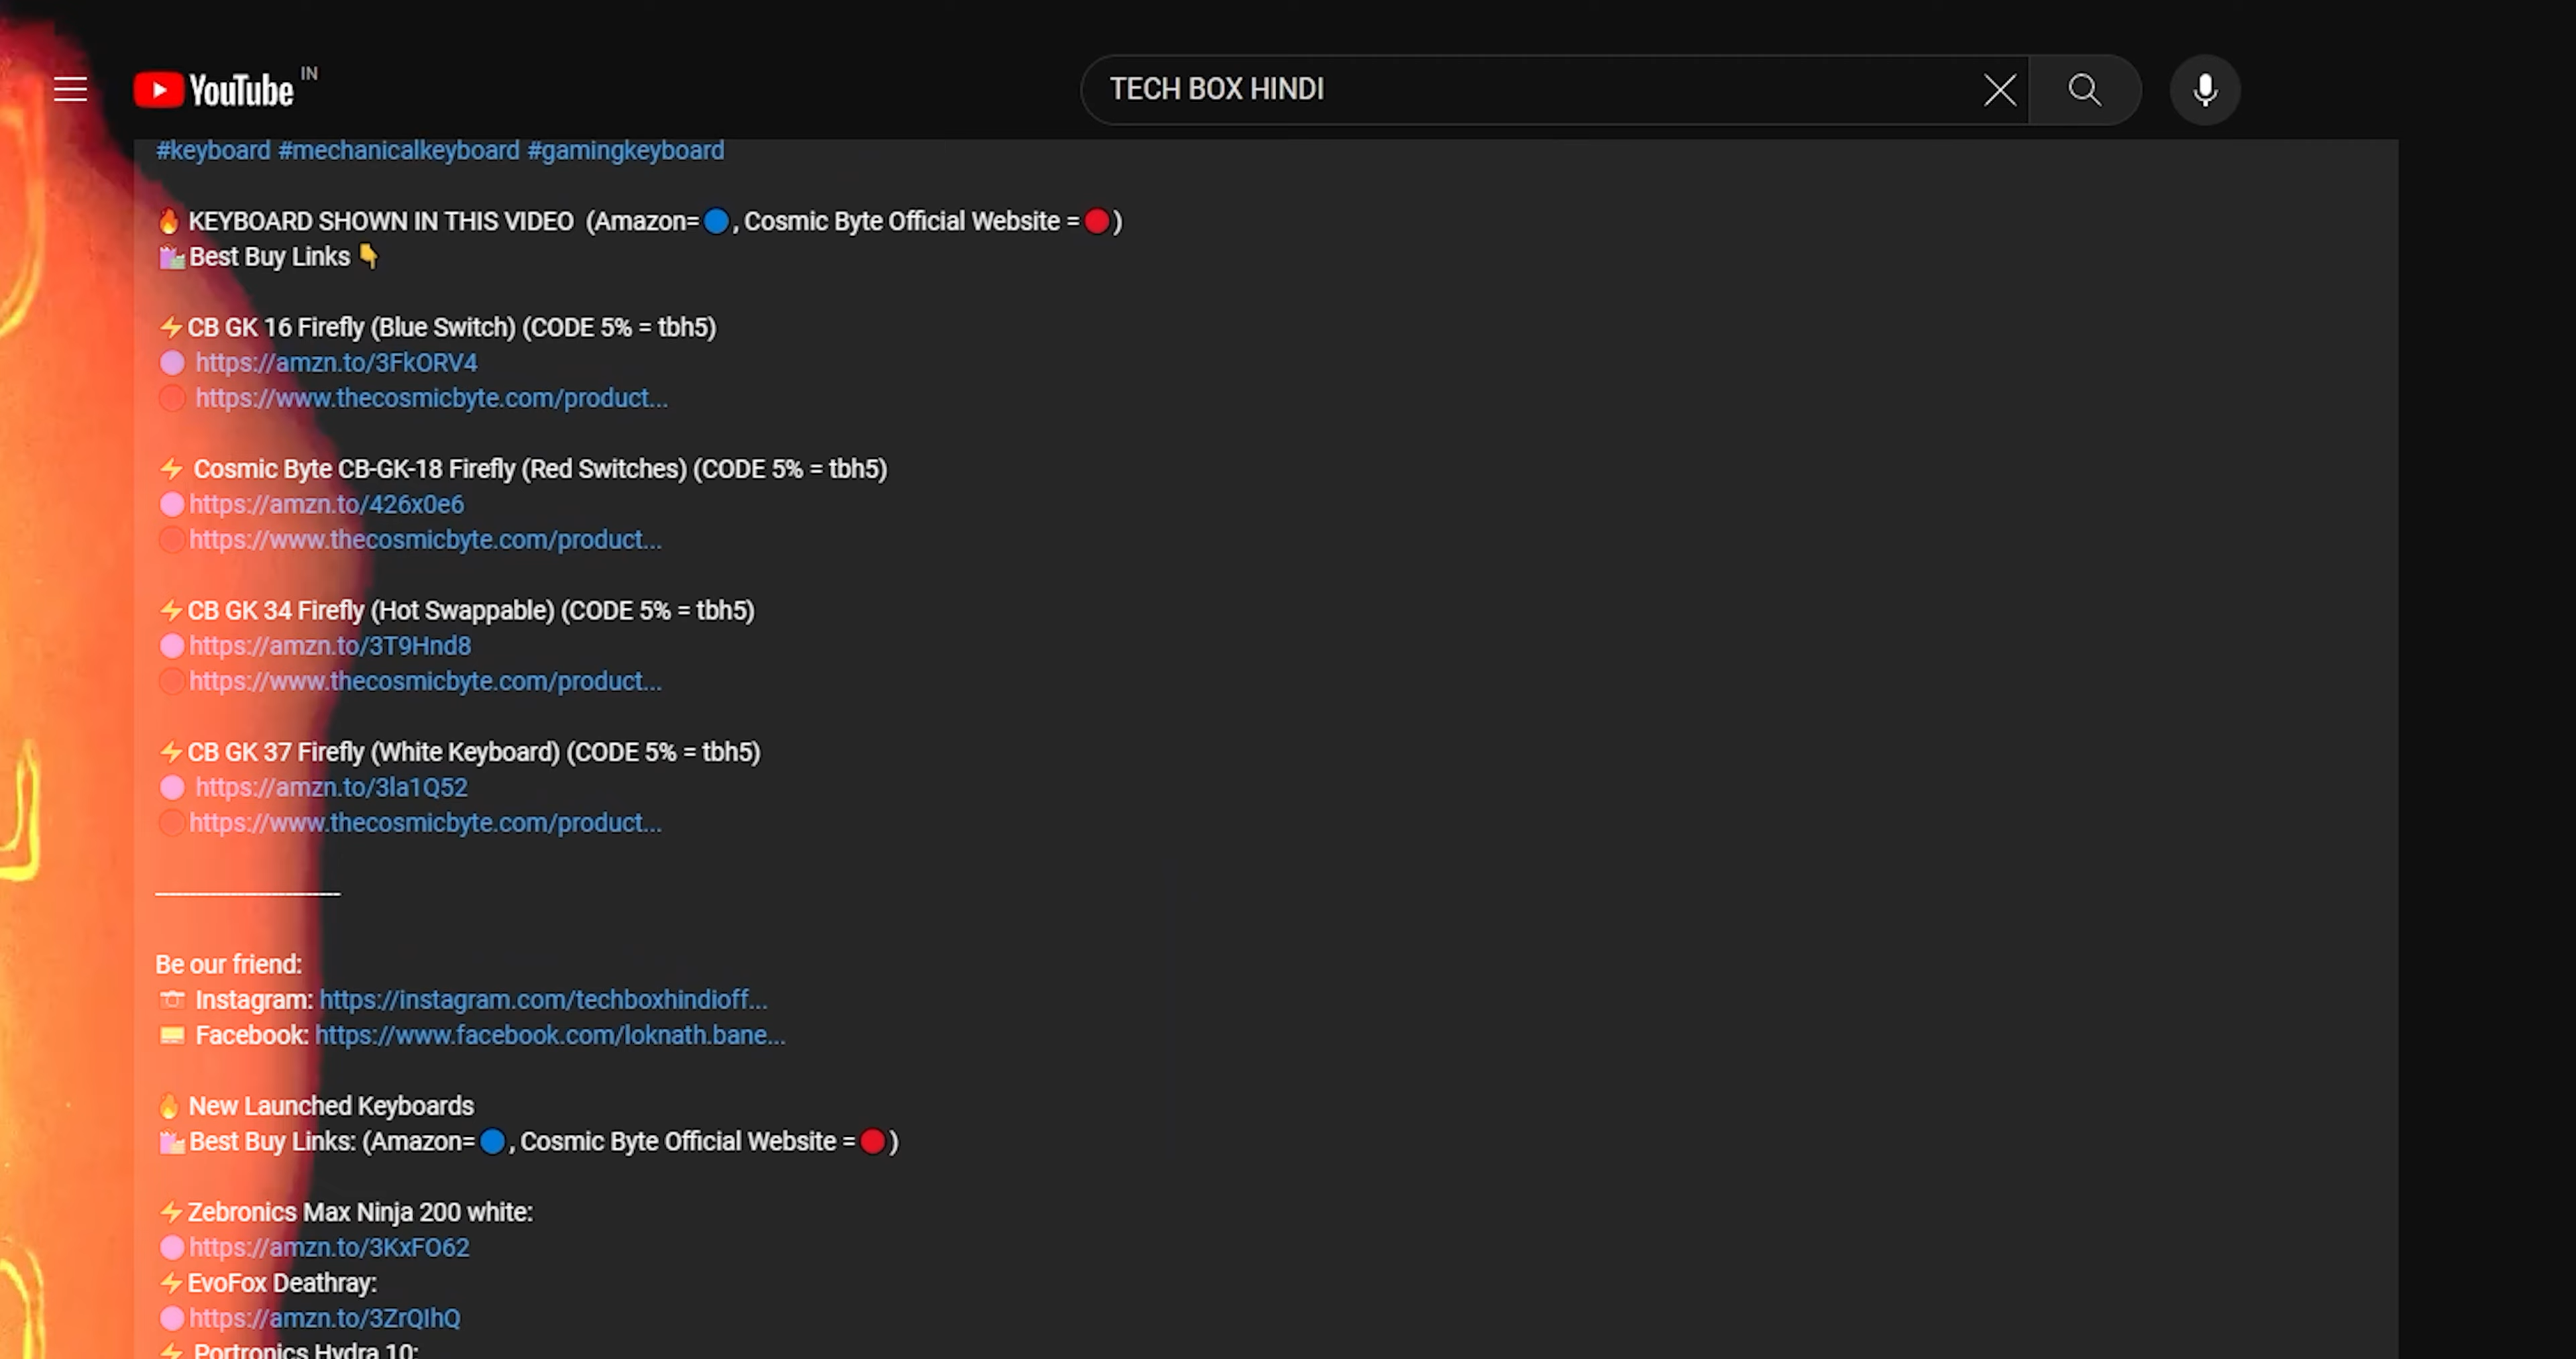 YouTube IN
TECH BOX HINDI
#keyboard #mechanicalkeyboard #gamingkeyboard
🔥 KEYBOARD SHOWN IN THIS VIDEO (Amazon=🔵, Cosmic Byte Official Website =🔴)
🛍️Best Buy Links👇
⚡CB GK 16 Firefly (Blue Switch) (CODE 5% = tbh5)
🔵 https://amzn.to/3FkORV4
🔴 https://www.thecosmicbyte.com/product...
⚡ Cosmic Byte CB-GK-18 Firefly (Red Switches) (CODE 5% = tbh5)
🔵https://amzn.to/426x0e6
🔴https://www.thecosmicbyte.com/product...
⚡CB GK 34 Firefly (Hot Swappable) (CODE 5% = tbh5)
🔵https://amzn.to/3T9Hnd8
🔴https://www.thecosmicbyte.com/product...
⚡CB GK 37 Firefly (White Keyboard) (CODE 5% = tbh5)
🔵 https://amzn.to/3la1Q52
🔴https://www.thecosmicbyte.com/product...
Be our friend:
📷 Instagram: https://instagram.com/techboxhindioff...
💻 Facebook: https://www.facebook.com/loknath.bane...
🔥 New Launched Keyboards
🛍️Best Buy Links: (Amazon=🔵, Cosmic Byte Official Website =🔴)
⚡Zebronics Max Ninja 200 white:
🔵https://amzn.to/3KxFO62
⚡EvoFox Deathray:
🔵https://amzn.to/3ZrQIhQ
⚡ Portronics Hydra 10: